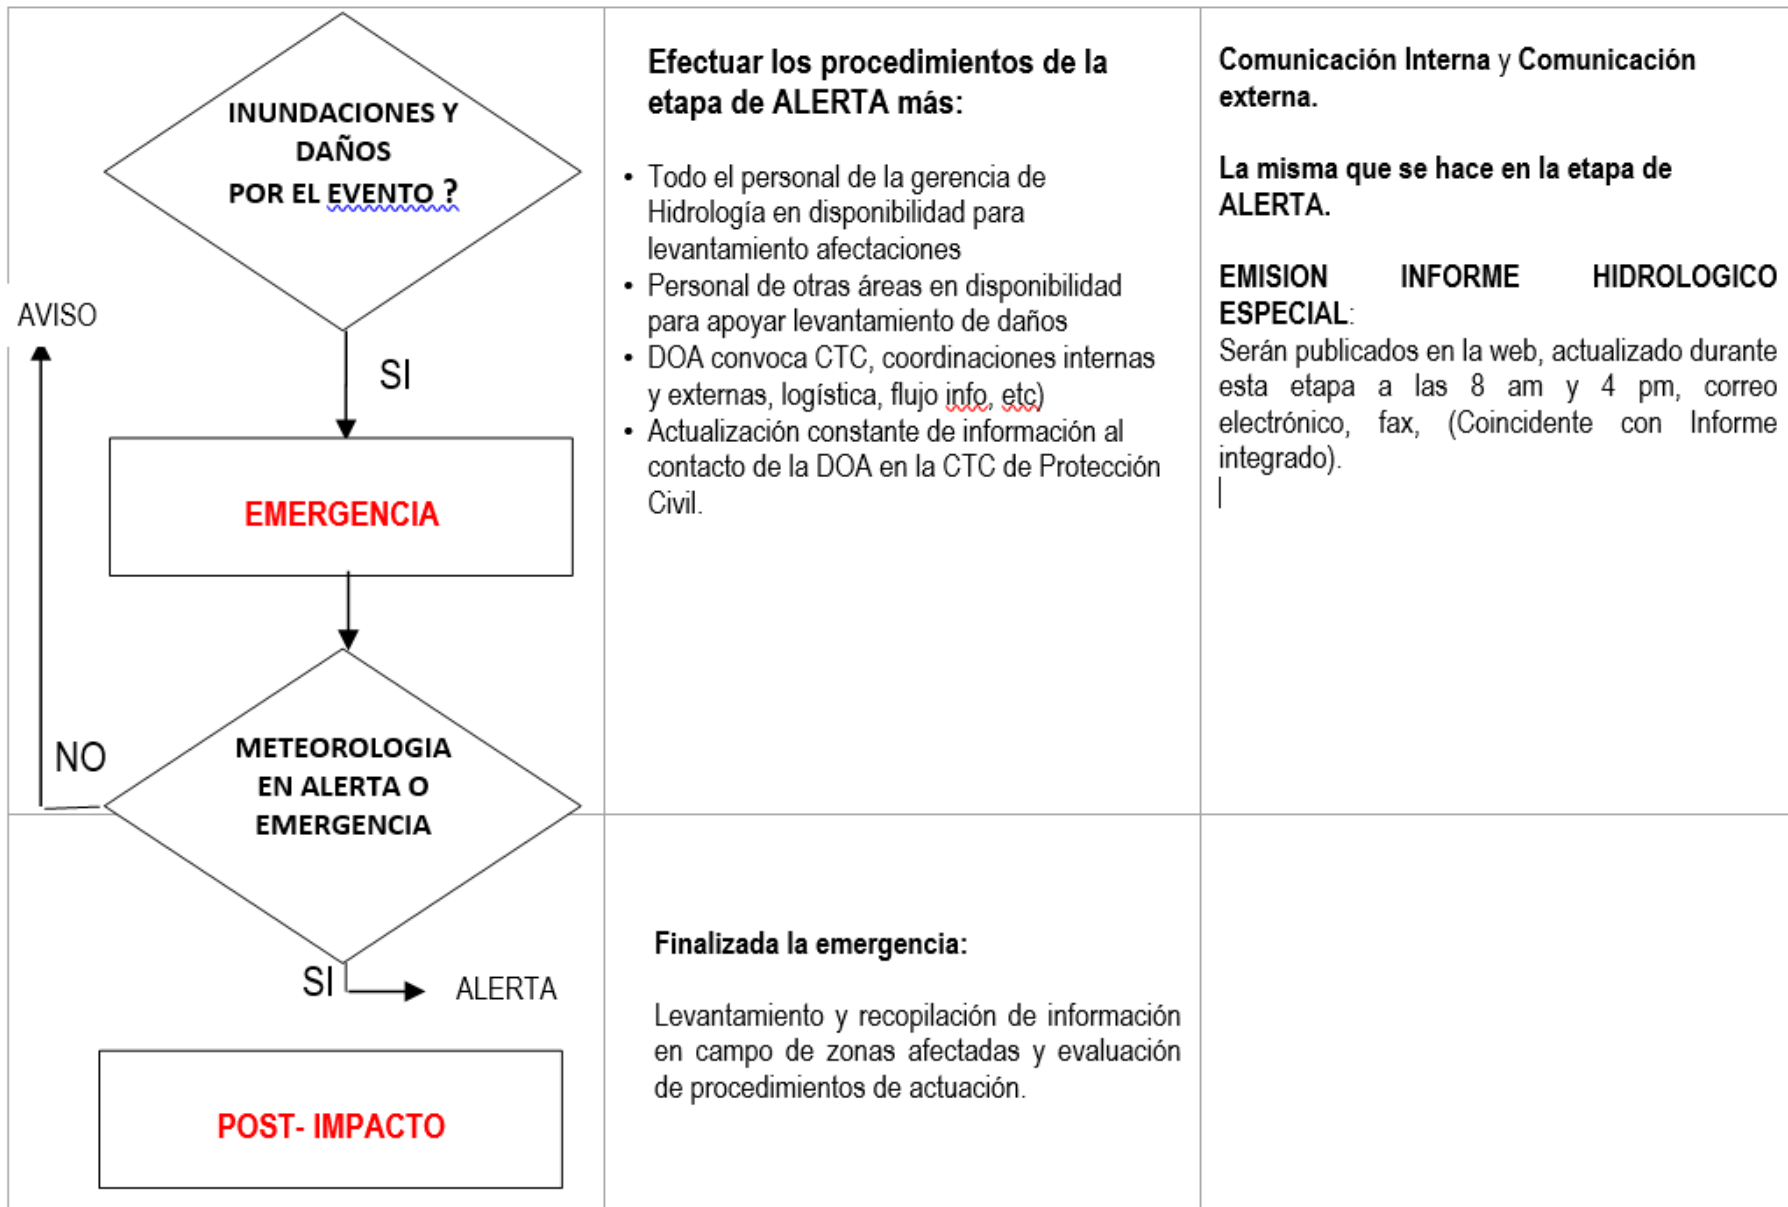 INUNDACIONES Y
DAÑOS
POR EL EVENTO ?
AVISO
SI
EMERGENCIA
NO
METEOROLOGIA
EN ALERTA O
EMERGENCIA
SI
ALERTA
POST- IMPACTO
Efectuar los procedimientos de la
etapa de ALERTA más:
• Todo el personal de la gerencia de
Hidrología en disponibilidad para
levantamiento afectaciones
• Personal de otras áreas en disponibilidad
para apoyar levantamiento de daños
• DOA convoca CTC, coordinaciones internas
y externas, logística, flujo info, etc)
• Actualización constante de información al
contacto de la DOA en la CTC de Protección
Civil.
Finalizada la emergencia:
Levantamiento y recopilación de información
en campo de zonas afectadas y evaluación
de procedimientos de actuación.
Comunicación Interna y Comunicación
externa.
La misma que se hace en la etapa de
ALERTA.
EMISION INFORME HIDROLOGICO
ESPECIAL:
Serán publicados en la web, actualizado durante
esta etapa a las 8 am y 4 pm, correo
electrónico, fax, (Coincidente con Informe
integrado).